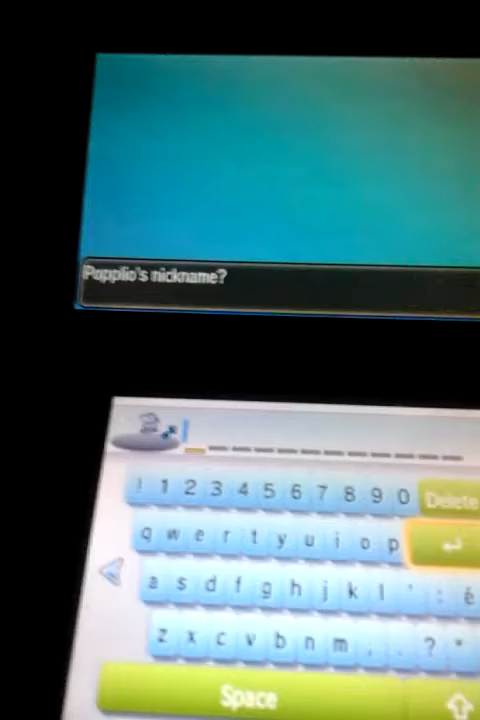 Popplio's nickname?
! 1 2 3 4 5 6 7 8 9 0 Delete
q w e r t y u i o p
a s d f g h j k l ' : é
z x c v b n m , . ? *
Space